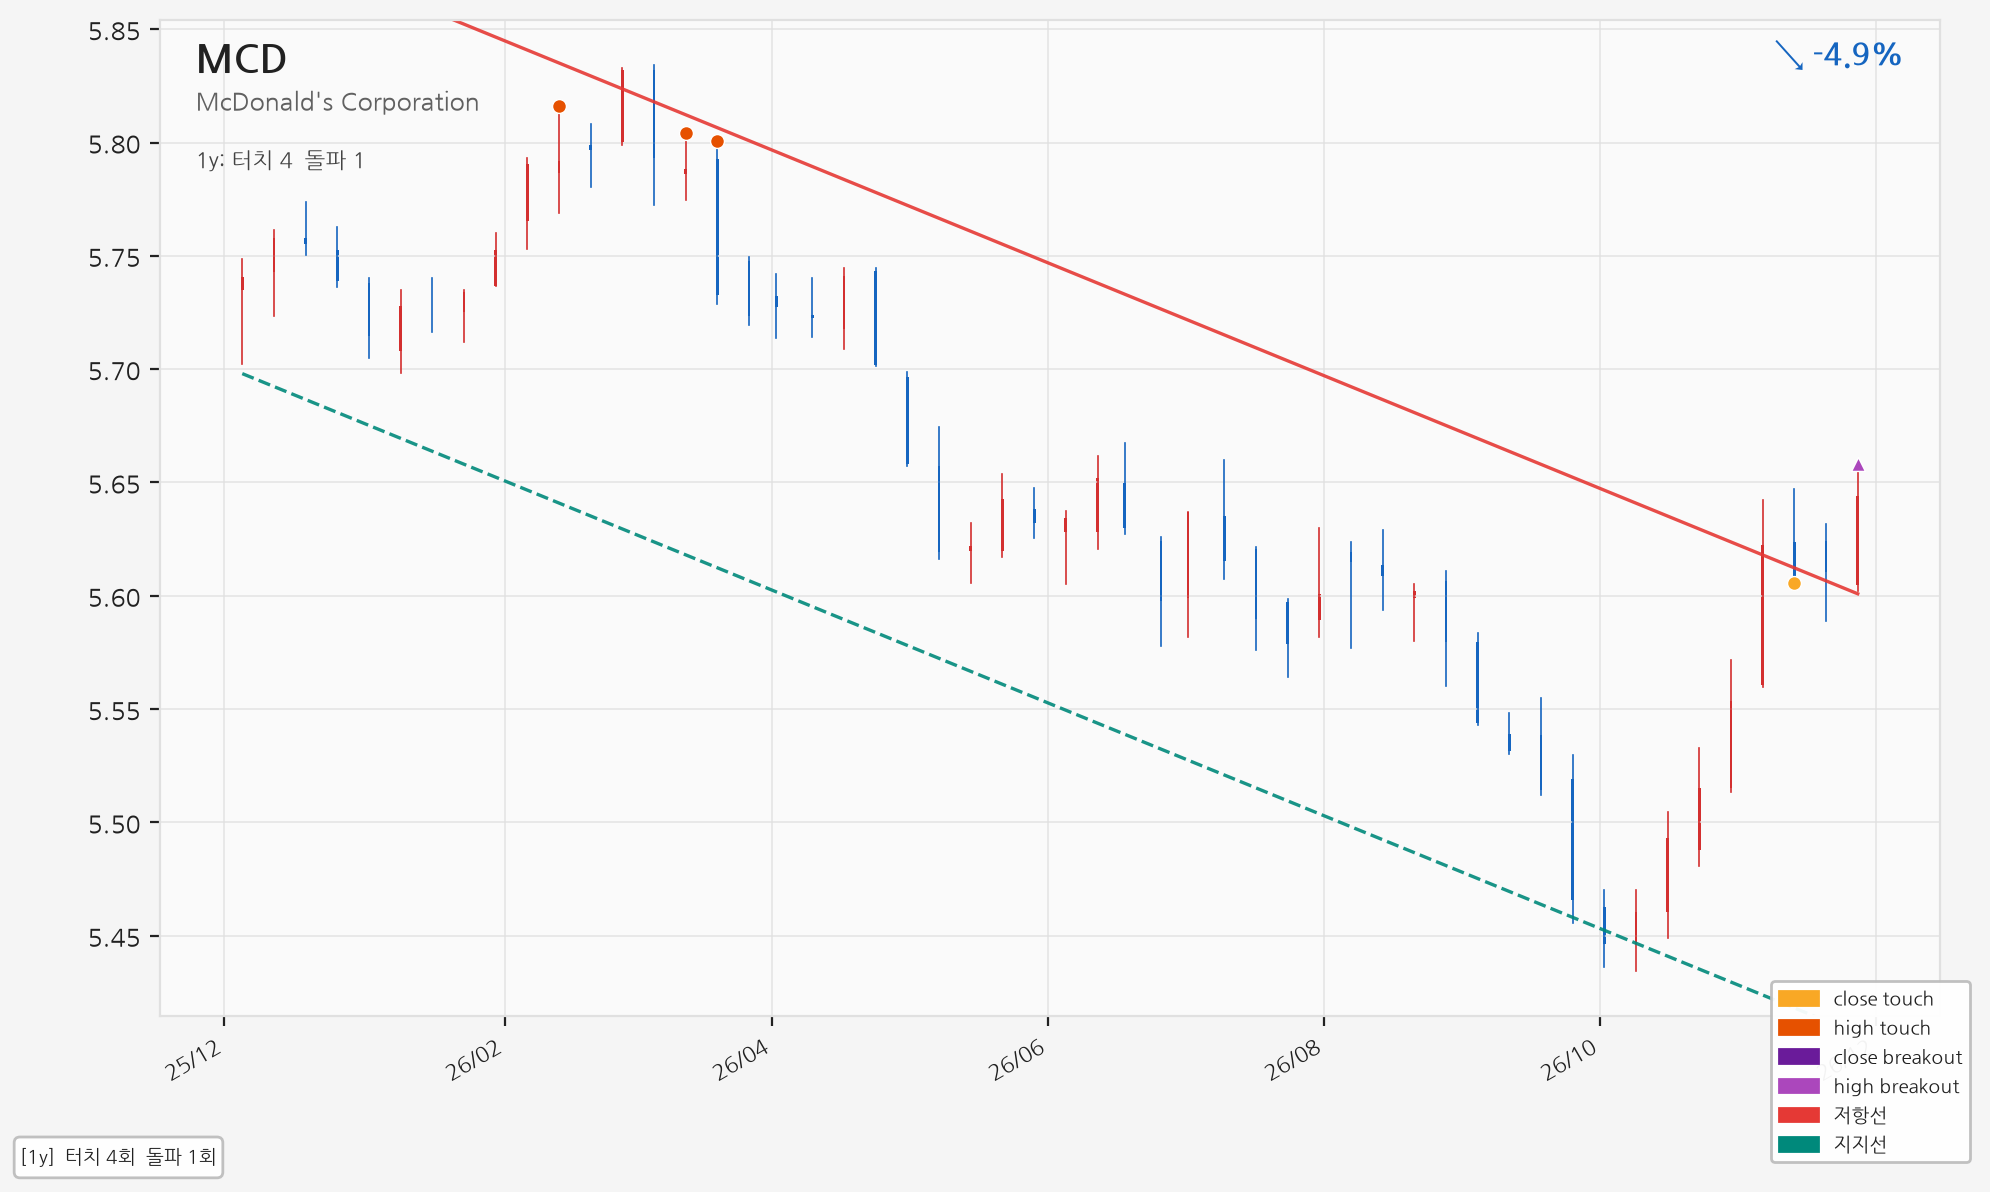 MCD
McDonald's Corporation
1y: 터치 4 돌파 1
-4.9%
5.85
5.80
5.75
5.70
5.65
5.60
5.55
5.50
5.45
25/12
26/02
26/04
26/06
26/08
26/10
close touch
high touch
close breakout
high breakout
저항선
지지선
[1y] 터치 4회 돌파 1회